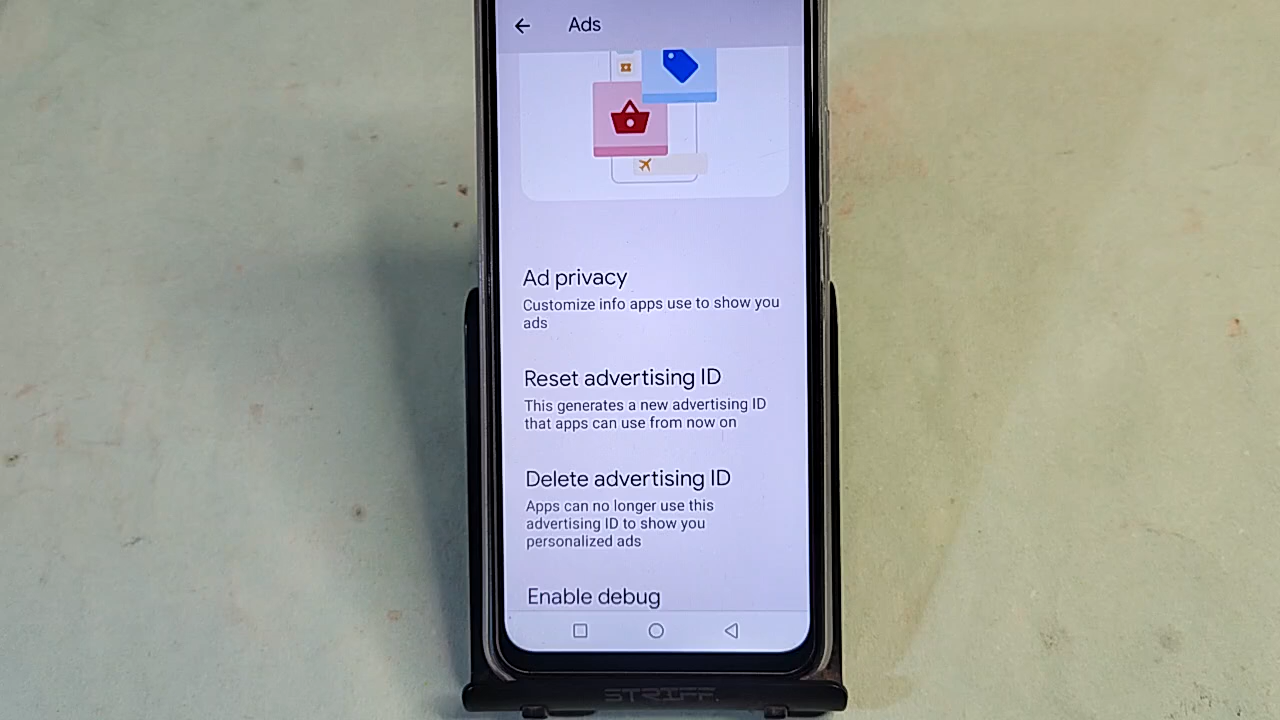 Ads
Ad privacy
Customize info apps use to show you
ads
Reset advertising ID
This generates a new advertising ID
that apps can use from now on
Delete advertising ID
Apps can no longer use this
advertising ID to show you
personalized ads
Enable debug
STRIFF